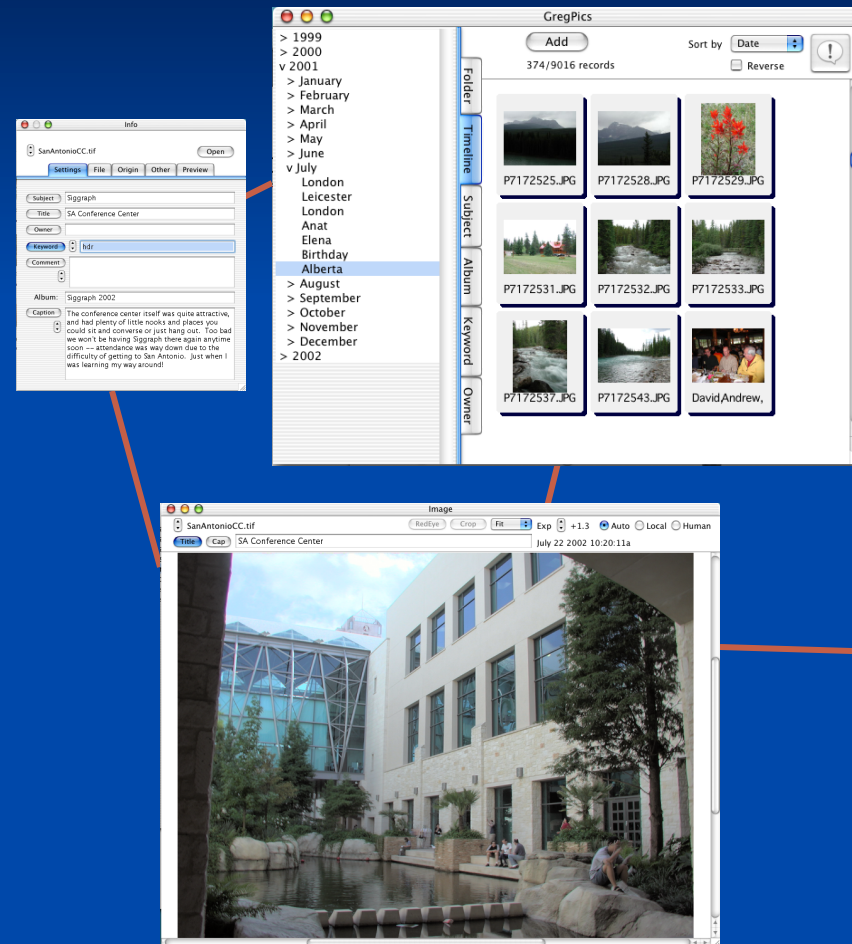 GregPics
> 1999
> 2000
v 2001
> January
> February
> March
> April
> May
> June
v July
London
Leicester
London
Anat
Elena
Birthday
Alberta
> August
> September
> October
> November
> December
> 2002
Folder
Timeline
Subject
Album
Keyword
Owner
Add
374/9016 records
Sort by Date
Reverse
!
P7172525.JPG P7172528.JPG P7172529.JPG
P7172531.JPG P7172532.JPG P7172533.JPG
P7172537.JPG P7172543.JPG David,Andrew,
Info
SanAntonioCC.tif Open
Settings File Origin Other Preview
Subject Siggraph
Title SA Conference Center
Owner
Keyword hdr
Comment
Album: Siggraph 2002
Caption The conference center itself was quite attractive,
and had plenty of little nooks and places you
could sit and converse or just hang out. Too bad
we won't be having Siggraph there again anytime
soon -- attendance was way down due to the
difficulty of getting to San Antonio. Just when I
was learning my way around!
Image
SanAntonioCC.tif RedEye Crop Fit Exp +1.3 Auto Local Human
Title Cap SA Conference Center July 22 2002 10:20:11a